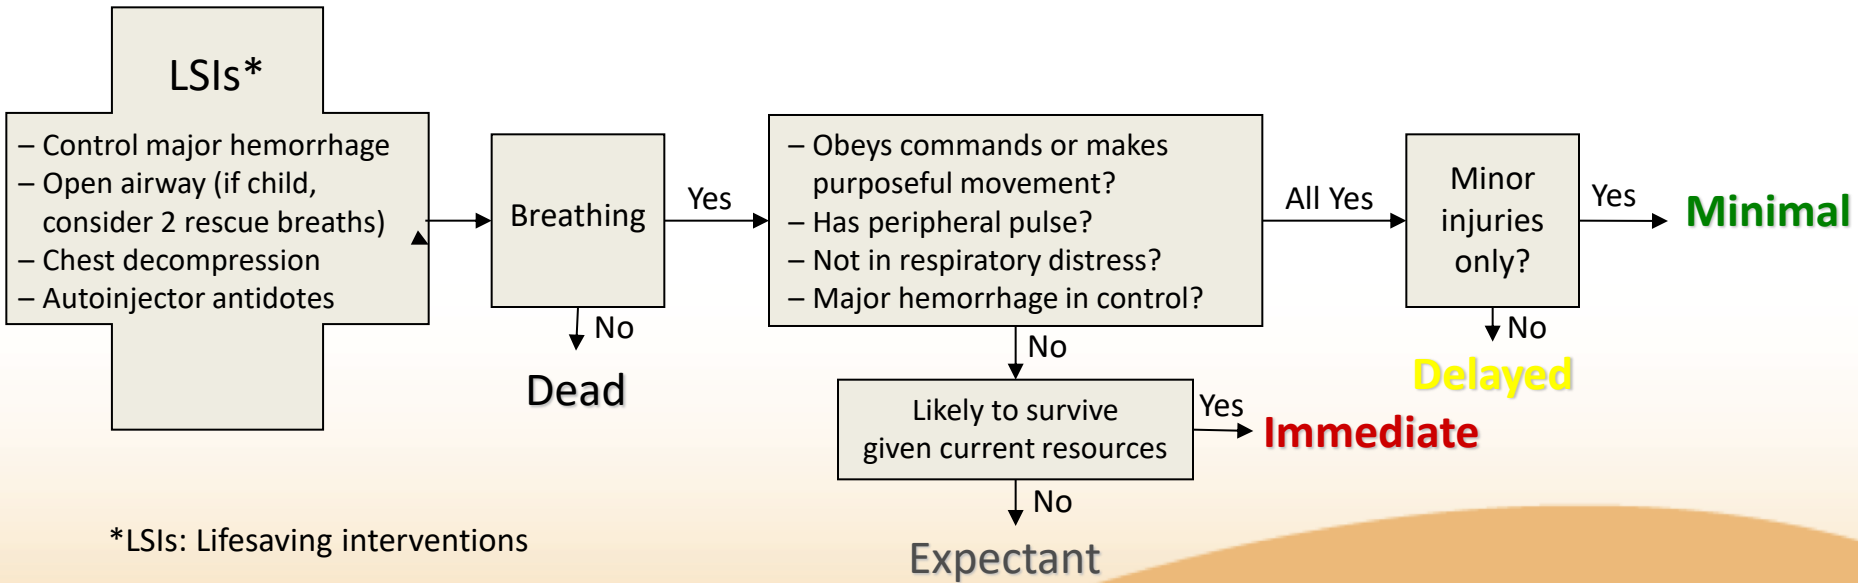 LSIs*
– Control major hemorrhage
– Open airway (if child,
consider 2 rescue breaths)
– Chest decompression
– Autoinjector antidotes
Breathing
Yes
No
Dead
– Obeys commands or makes
purposeful movement?
– Has peripheral pulse?
– Not in respiratory distress?
– Major hemorrhage in control?
All Yes
No
Minor
injuries
only?
Yes
Minimal
No
Delayed
Likely to survive
given current resources
Yes
Immediate
No
Expectant
*LSIs: Lifesaving interventions